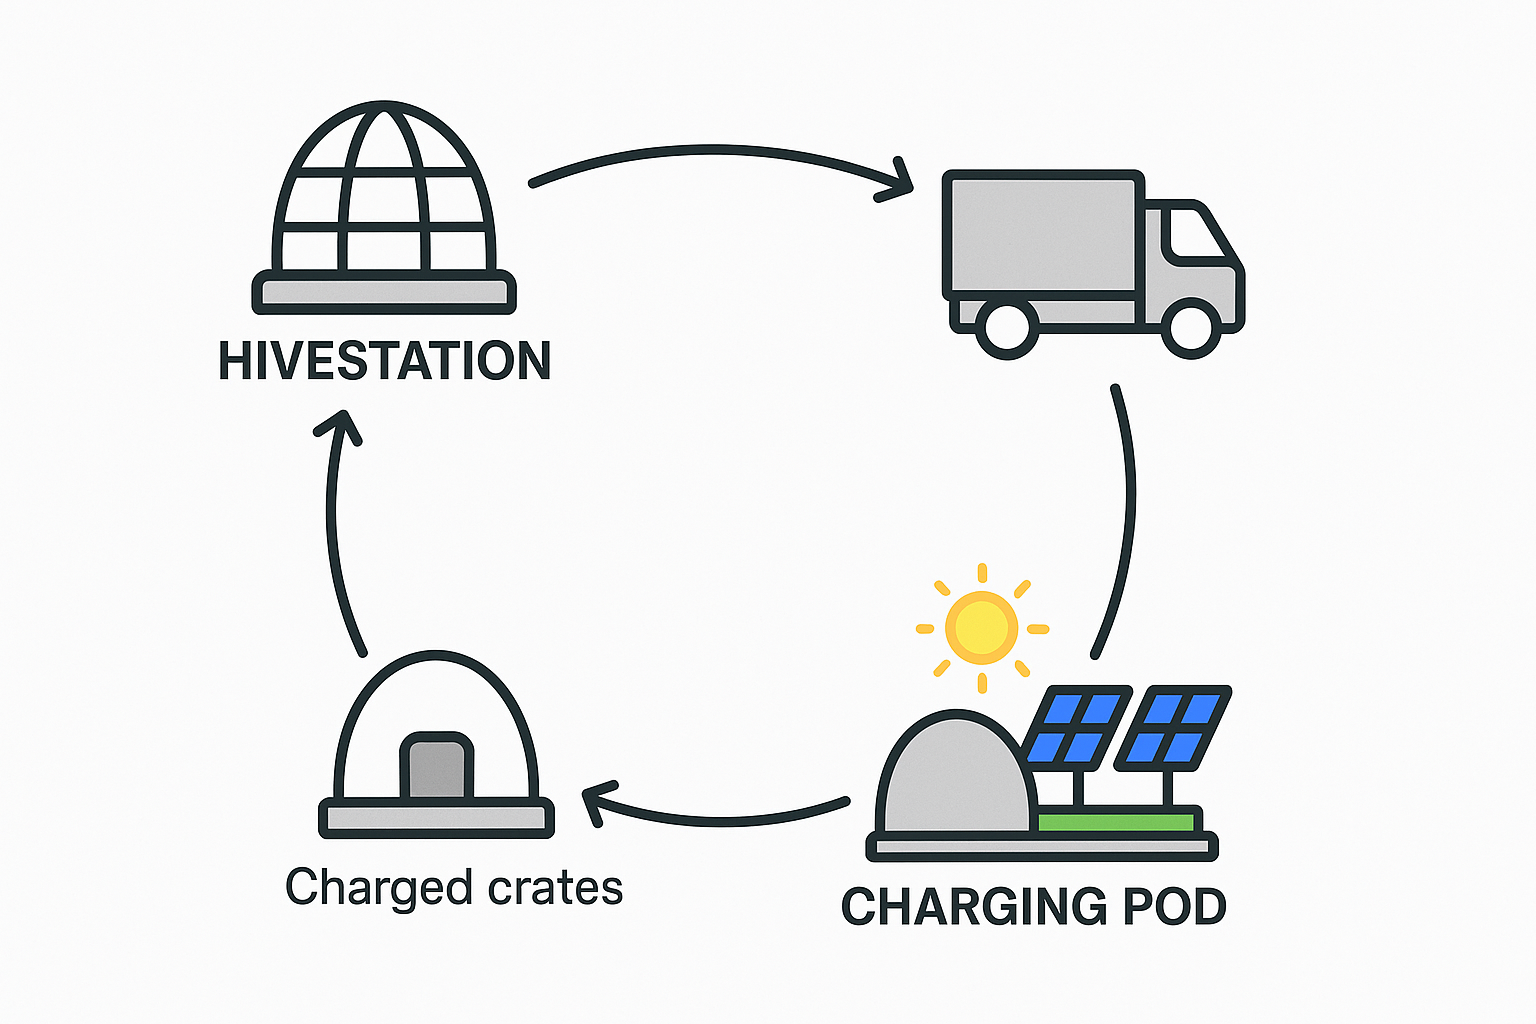 HIVESTATION
Charged crates
CHARGING POD